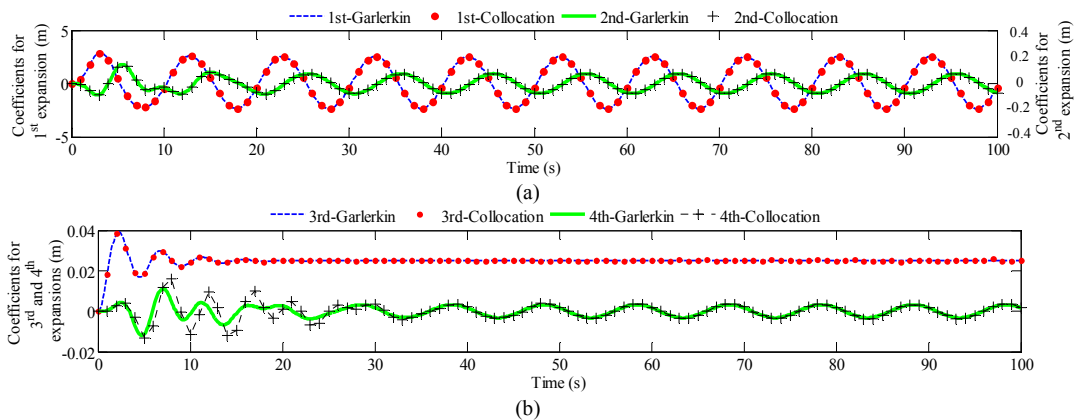 1st-Garlerkin 1st-Collocation 2nd-Garlerkin 2nd-Collocation
Coefficients for
1st expansion (m)
5
0
-5
0.4
0.2
0
-0.2
-0.4
Coefficients for
2nd expansion (m)
0 10 20 30 40 50 60 70 80 90 100
Time (s)
(a)
3rd-Garlerkin 3rd-Collocation 4th-Garlerkin 4th-Collocation
Coefficients for
3rd and 4th
expansions (m)
0.04
0.02
0
-0.02
0 10 20 30 40 50 60 70 80 90 100
Time (s)
(b)